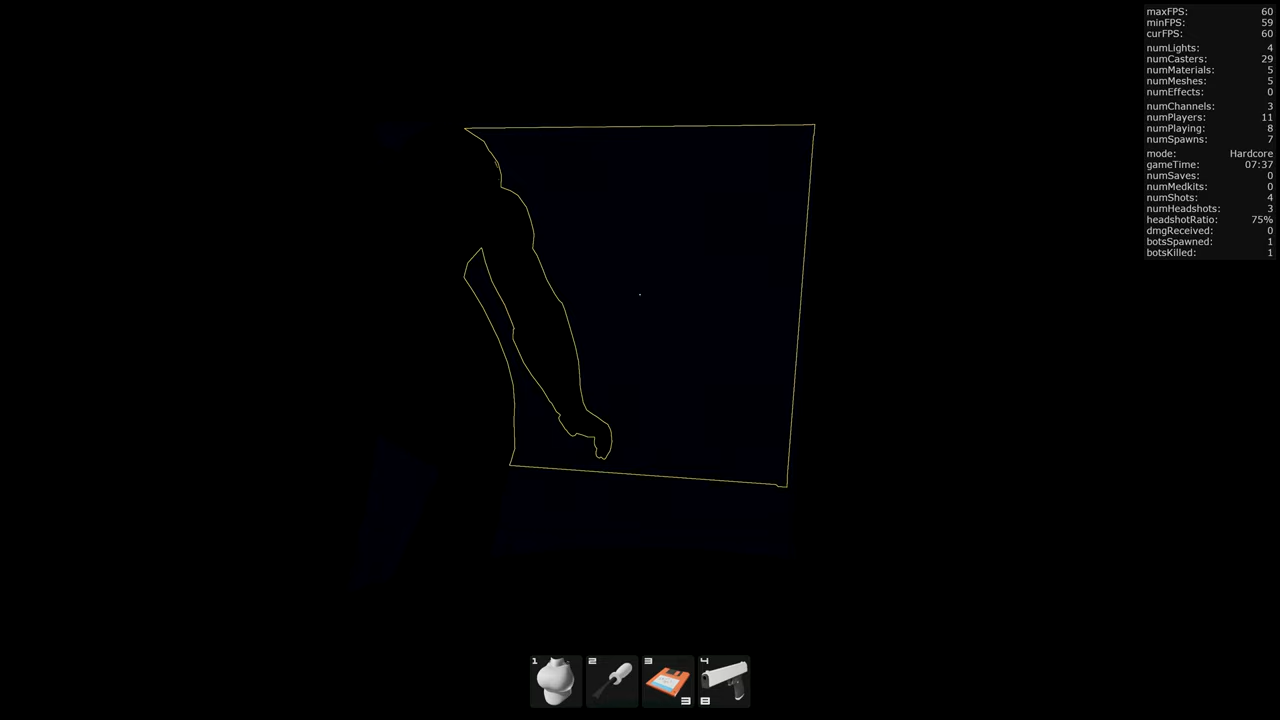 maxFPS: 60
minFPS: 59
curFPS: 60
numLights: 4
numCasters: 29
numMaterials: 5
numMeshes: 5
numEffects: 0
numChannels: 3
numPlayers: 11
numPlaying: 8
numSpawns: 7
mode: Hardcore
gameTime: 07:37
numSaves: 0
numMedkits: 0
numShots: 4
numHeadshots: 3
headshotRatio: 75%
dmgReceived: 0
botsSpawned: 1
botsKilled: 1
1 2 3 4
3 8